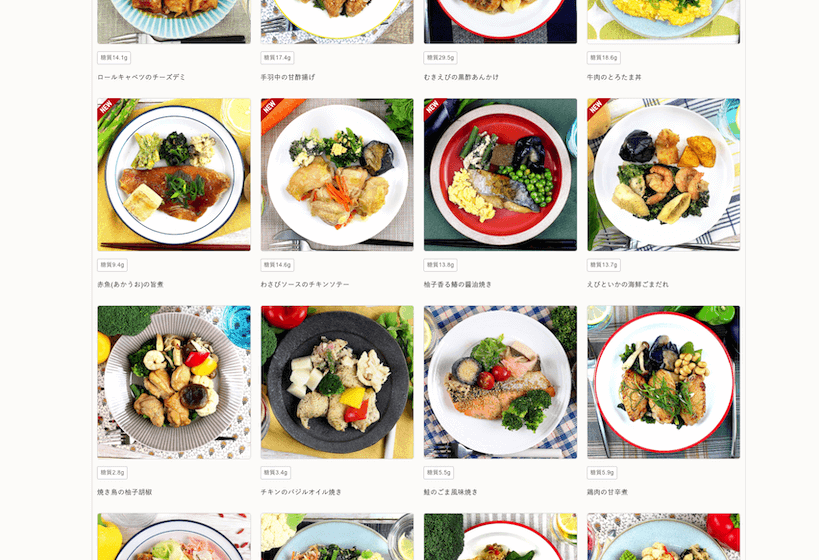 糖質14.1g
糖質17.4g
糖質29.5g
糖質18.6g
ロールキャベツのチーズデミ
手羽中の甘酢揚げ
むきえびの黒酢あんかけ
牛肉のとろたま丼
NEW
NEW
NEW
NEW
糖質9.4g
糖質14.6g
糖質13.8g
糖質13.7g
赤魚(あかうお)の旨煮
わさびソースのチキンソテー
柚子香る鰆の醤油焼き
えびといかの海鮮ごまだれ
糖質2.8g
糖質3.4g
糖質5.5g
糖質5.9g
焼き鳥の柚子胡椒
チキンのバジルオイル焼き
鮭のごま風味焼き
鶏肉の甘辛煮